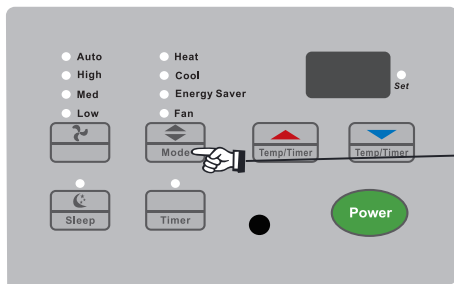 Auto Heat
High Cool
Set
Med Energy Saver
Low Fan
Mode Temp/Timer Temp/Timer
Sleep Timer Power